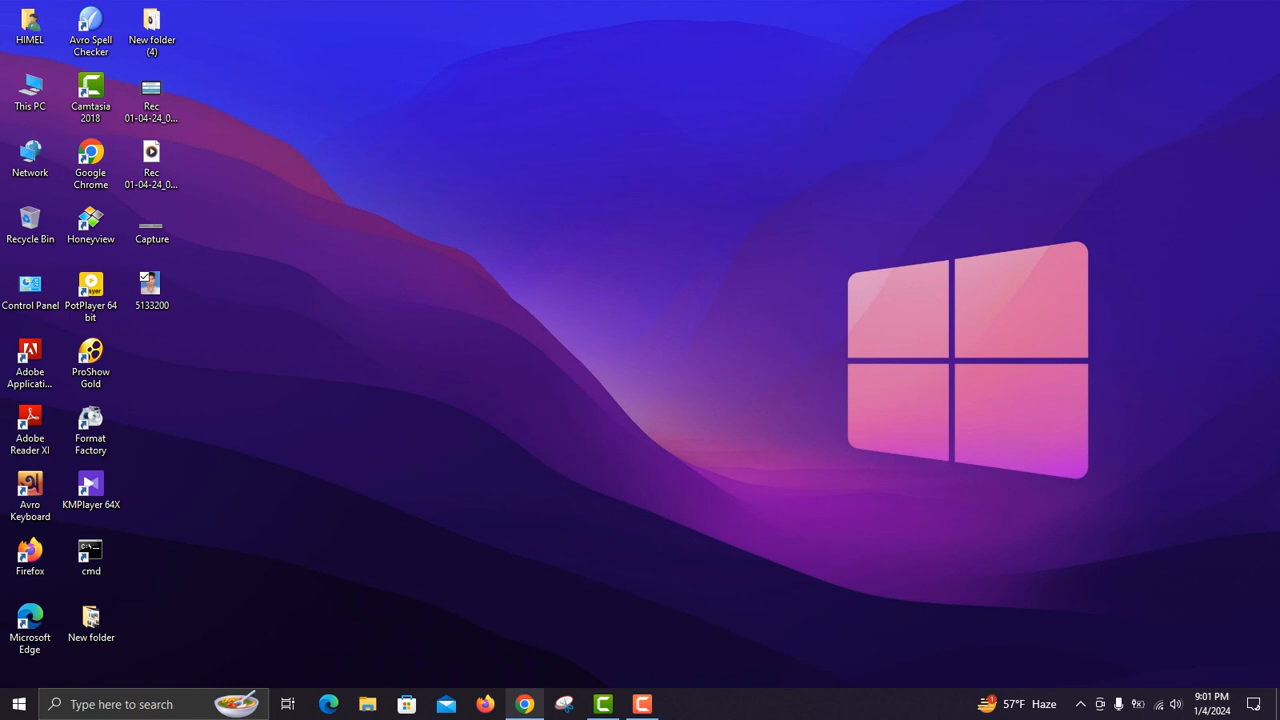 HIMEL
Avro Spell
Checker
New folder
(4)
This PC
Camtasia
2018
Rec
01-04-24_0...
Network
Google
Chrome
Rec
01-04-24_0...
Recycle Bin
Honeyview
Capture
Control Panel
PotPlayer 64
bit
5133200
Adobe
Applicati...
ProShow
Gold
Adobe
Reader XI
Format
Factory
Avro
Keyboard
KMPlayer 64X
Firefox
cmd
Microsoft
Edge
New folder
Type here to search
57°F Haze
9:01 PM
1/4/2024